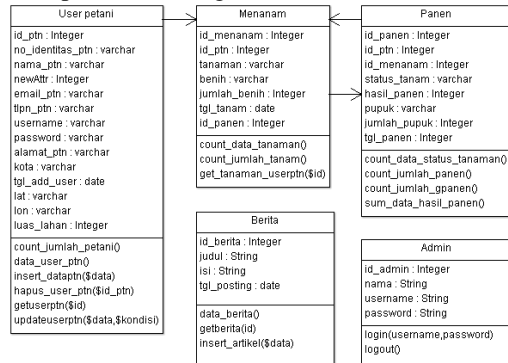 User petani
id_ptn : Integer
no_identitas_ptn : varchar
nama_ptn : varchar
newAttr : Integer
email_ptn : varchar
tlpn_ptn : varchar
username : varchar
password : varchar
alamat_ptn : varchar
kota : varchar
tgl_add_user : date
lat : varchar
lon : varchar
luas_lahan : Integer
count_jumlah_petani()
data_user_ptn()
insert_dataptn($data)
hapus_user_ptn($id_ptn)
getuserptn($id)
updateuserptn($data,$kondisi)
Menanam
id_menanam : Integer
id_ptn : Integer
tanaman : varchar
benih : varchar
jumlah_benih : Integer
tgl_tanam : date
id_panen : Integer
count_data_tanaman()
count_jumlah_tanam()
get_tanaman_userptn($id)
Panen
id_panen : Integer
id_ptn : Integer
id_menanam : Integer
status_tanam : varchar
hasil_panen : Integer
pupuk : varchar
jumlah_pupuk : Integer
tgl_panen : Integer
count_data_status_tanaman()
count_jumlah_panen()
count_jumlah_gpanen()
sum_data_hasil_panen()
Berita
id_berita : Integer
judul : String
isi : String
tgl_posting : date
data_berita()
getberita(id)
insert_artikel($data)
Admin
id_admin : Integer
nama : String
username : String
password : String
login(username,password)
logout()